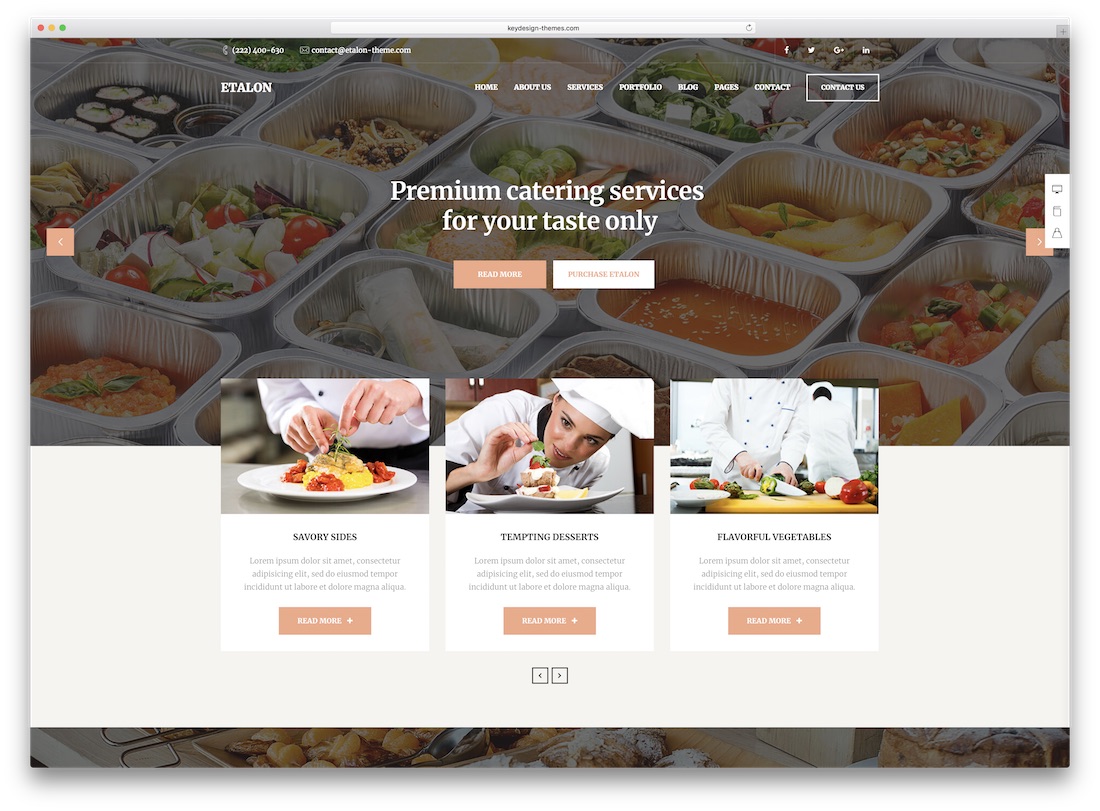 keydesign-themes.com
(222) 400-630 contact@etalon-theme.com
ETALON HOME ABOUT US SERVICES PORTFOLIO BLOG PAGES CONTACT CONTACT US
Premium catering services
for your taste only
READ MORE PURCHASE ETALON
SAVORY SIDES
Lorem ipsum dolor sit amet, consectetur
adipisicing elit, sed do eiusmod tempor
incididunt ut labore et dolore magna aliqua.
READ MORE +
TEMPTING DESSERTS
Lorem ipsum dolor sit amet, consectetur
adipisicing elit, sed do eiusmod tempor
incididunt ut labore et dolore magna aliqua.
READ MORE +
FLAVORFUL VEGETABLES
Lorem ipsum dolor sit amet, consectetur
adipisicing elit, sed do eiusmod tempor
incididunt ut labore et dolore magna aliqua.
READ MORE +